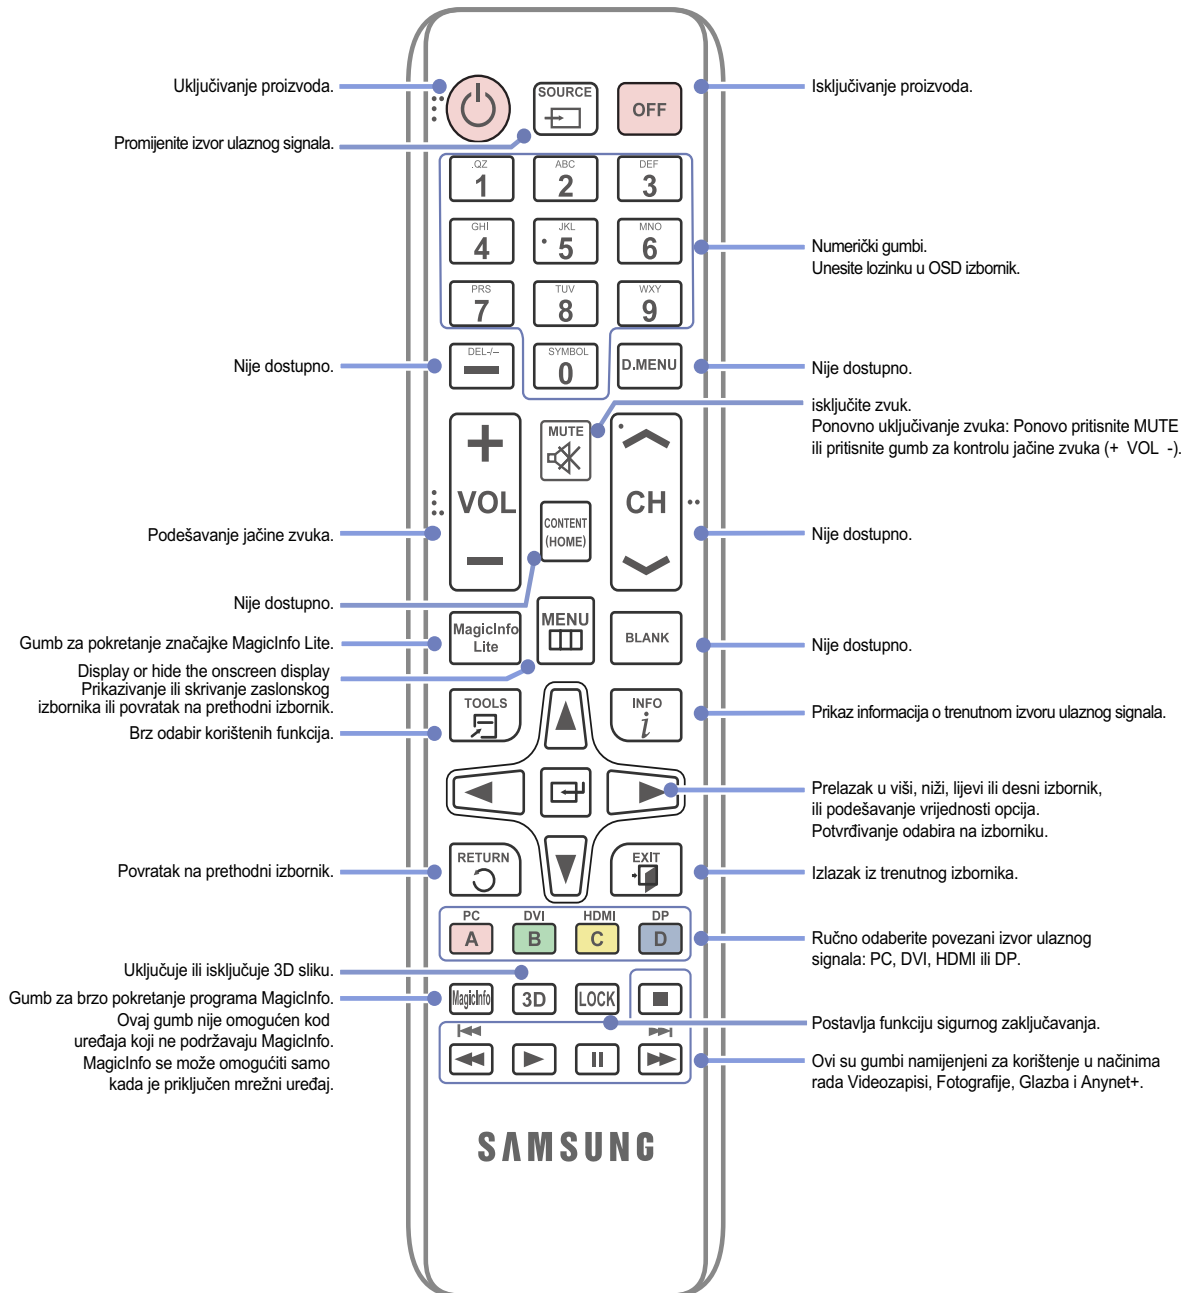 Uključivanje proizvoda.
SOURCE
OFF
Isključivanje proizvoda.
Promijenite izvor ulaznog signala.
.QZ
1
ABC
2
DEF
3
GHI
4
JKL
5
MNO
6
Numerički gumbi.
Unesite lozinku u OSD izbornik.
PRS
7
TUV
8
WXY
9
Nije dostupno.
DEL-/--
SYMBOL
0
D.MENU
Nije dostupno.
isključite zvuk.
Ponovno uključivanje zvuka: Ponovo pritisnite MUTE
ili pritisnite gumb za kontrolu jačine zvuka (+ VOL -).
MUTE
VOL
CH
Podešavanje jačine zvuka.
CONTENT
(HOME)
Nije dostupno.
Nije dostupno.
Gumb za pokretanje značajke MagicInfo Lite.
MagicInfo
Lite
MENU
BLANK
Nije dostupno.
Display or hide the onscreen display
Prikazivanje ili skrivanje zaslonskog
izbornika ili povratak na prethodni izbornik.
TOOLS
INFO
i
Prikaz informacija o trenutnom izvoru ulaznog signala.
Brz odabir korištenih funkcija.
Prelazak u viši, niži, lijevi ili desni izbornik,
ili podešavanje vrijednosti opcija.
Potvrđivanje odabira na izborniku.
Povratak na prethodni izbornik.
RETURN
EXIT
Izlazak iz trenutnog izbornika.
PC
DVI
HDMI
DP
A
B
C
D
Ručno odaberite povezani izvor ulaznog
signala: PC, DVI, HDMI ili DP.
Uključuje ili isključuje 3D sliku.
Gumb za brzo pokretanje programa MagicInfo.
Ovaj gumb nije omogućen kod
uređaja koji ne podržavaju MagicInfo.
MagicInfo se može omogućiti samo
kada je priključen mrežni uređaj.
MagicInfo
3D
LOCK
Postavlja funkciju sigurnog zaključavanja.
Ovi su gumbi namijenjeni za korištenje u načinima
rada Videozapisi, Fotografije, Glazba i Anynet+.
SAMSUNG